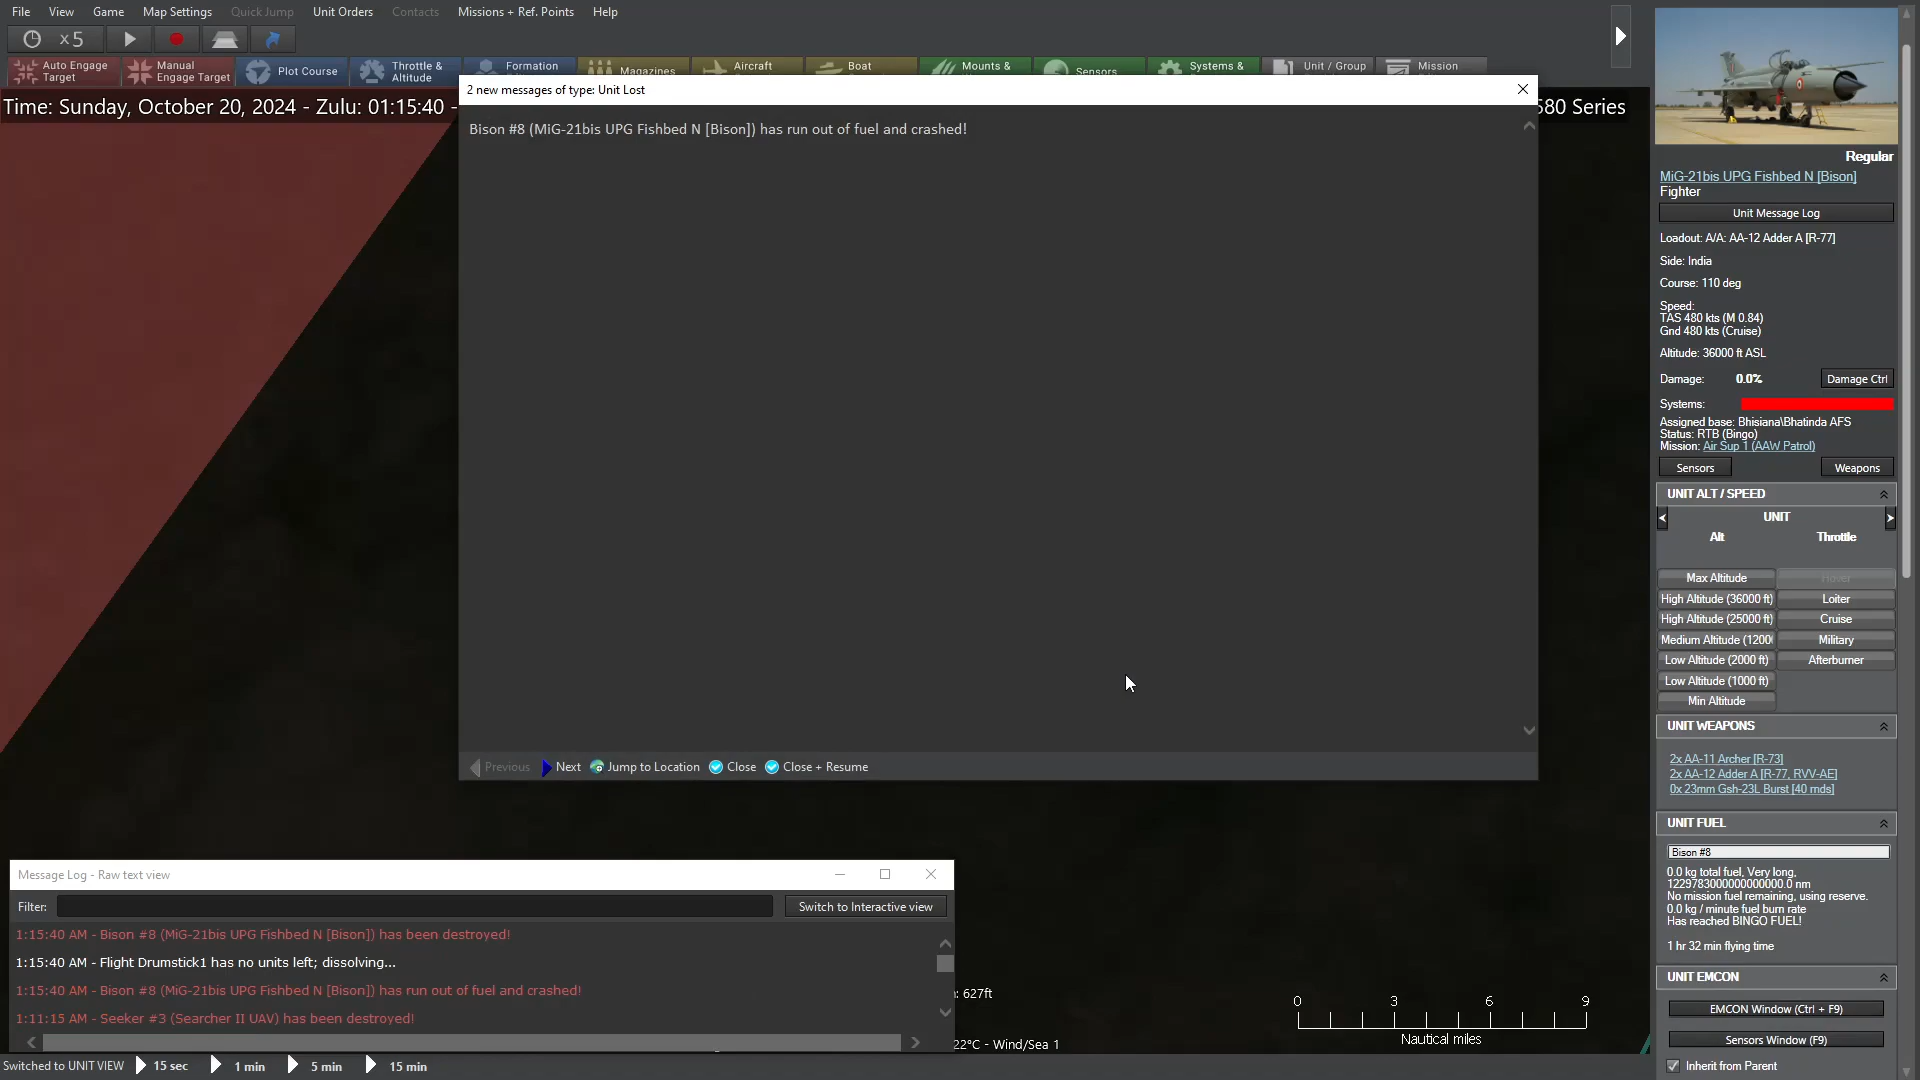 File View Game Map Settings Quick Jump Unit Orders Contacts Missions + Ref. Points Help
x5
Auto Engage Target
Manual Engage Target
Plot Course
Throttle & Altitude
Formation
Magazines
Aircraft
Boat
Mounts &
Sensors
Systems &
Unit / Group
Mission
Time: Sunday, October 20, 2024 - Zulu: 01:15:40 -
580 Series
2 new messages of type: Unit Lost
Bison #8 (MiG-21bis UPG Fishbed N [Bison]) has run out of fuel and crashed!
Previous Next Jump to Location Close Close + Resume
Message Log - Raw text view
Filter:
Switch to Interactive view
1:15:40 AM - Bison #8 (MiG-21bis UPG Fishbed N [Bison]) has been destroyed!
1:15:40 AM - Flight Drumstick1 has no units left; dissolving...
1:15:40 AM - Bison #8 (MiG-21bis UPG Fishbed N [Bison]) has run out of fuel and crashed!
1:11:15 AM - Seeker #3 (Searcher II UAV) has been destroyed!
: 627ft
22°C - Wind/Sea 1
0 3 6 9
Nautical miles
Switched to UNIT VIEW 15 sec 1 min 5 min 15 min
Regular
MiG-21bis UPG Fishbed N [Bison]
Fighter
Unit Message Log
Loadout: A/A: AA-12 Adder A [R-77]
Side: India
Course: 110 deg
Speed:
TAS 480 kts (M 0.84)
Gnd 480 kts (Cruise)
Altitude: 36000 ft ASL
Damage: 0.0% Damage Ctrl
Systems:
Assigned base: Bhisiana\Bhatinda AFS
Status: RTB (Bingo)
Mission: Air Sup 1 (AAW Patrol)
Sensors Weapons
UNIT ALT / SPEED
UNIT
Alt Throttle
Max Altitude Hover
High Altitude (36000 ft) Loiter
High Altitude (25000 ft) Cruise
Medium Altitude (1200 Military
Low Altitude (2000 ft) Afterburner
Low Altitude (1000 ft)
Min Altitude
UNIT WEAPONS
2x AA-11 Archer [R-73]
2x AA-12 Adder A [R-77, RVV-AE]
0x 23mm Gsh-23L Burst [40 rnds]
UNIT FUEL
Bison #8
0.0 kg total fuel, Very long,
1229783000000000000.0 nm
No mission fuel remaining, using reserve.
0.0 kg / minute fuel burn rate
Has reached BINGO FUEL!
1 hr 32 min flying time
UNIT EMCON
EMCON Window (Ctrl + F9)
Sensors Window (F9)
Inherit from Parent